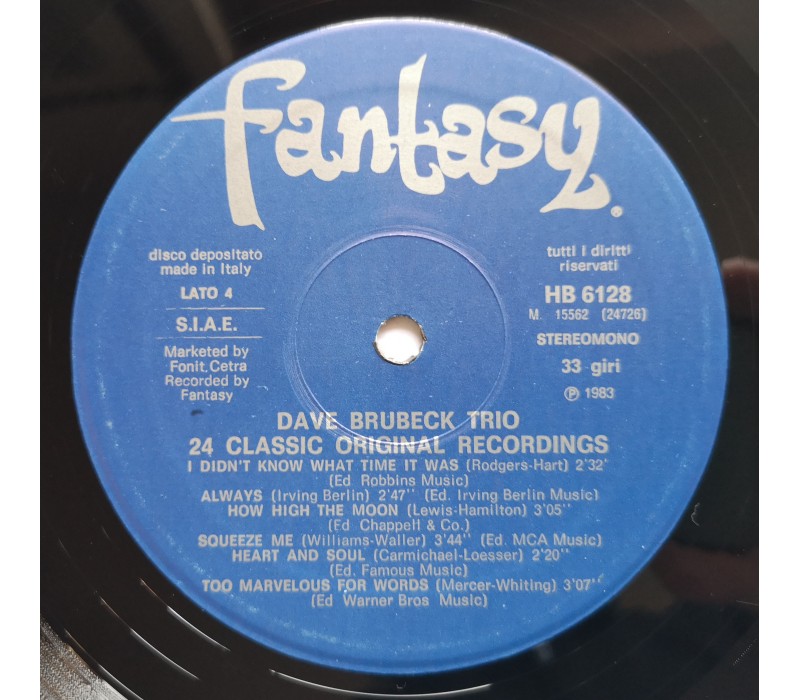 fantasy®
disco depositato
made in Italy
LATO 4
S.I.A.E.
Marketed by
Fonit. Cetra
Recorded by
Fantasy
tutti i diritti
riservati
HB 6128
M. 15562 (24726)
STEREOMONO
33 giri
℗ 1983
DAVE BRUBECK TRIO
24 CLASSIC ORIGINAL RECORDINGS
I DIDN'T KNOW WHAT TIME IT WAS (Rodgers-Hart) 2'32'
(Ed Robbins Music)
ALWAYS (Irving Berlin) 2'47'' (Ed. Irving Berlin Music)
HOW HIGH THE MOON (Lewis-Hamilton) 3'05''
(Ed Chappell & Co.)
SQUEEZE ME (Williams-Waller) 3'44'' (Ed. MCA Music)
HEART AND SOUL (Carmichael-Loesser) 2'20''
(Ed. Famous Music)
TOO MARVELOUS FOR WORDS (Mercer-Whiting) 3'07''
(Ed Warner Bros Music)